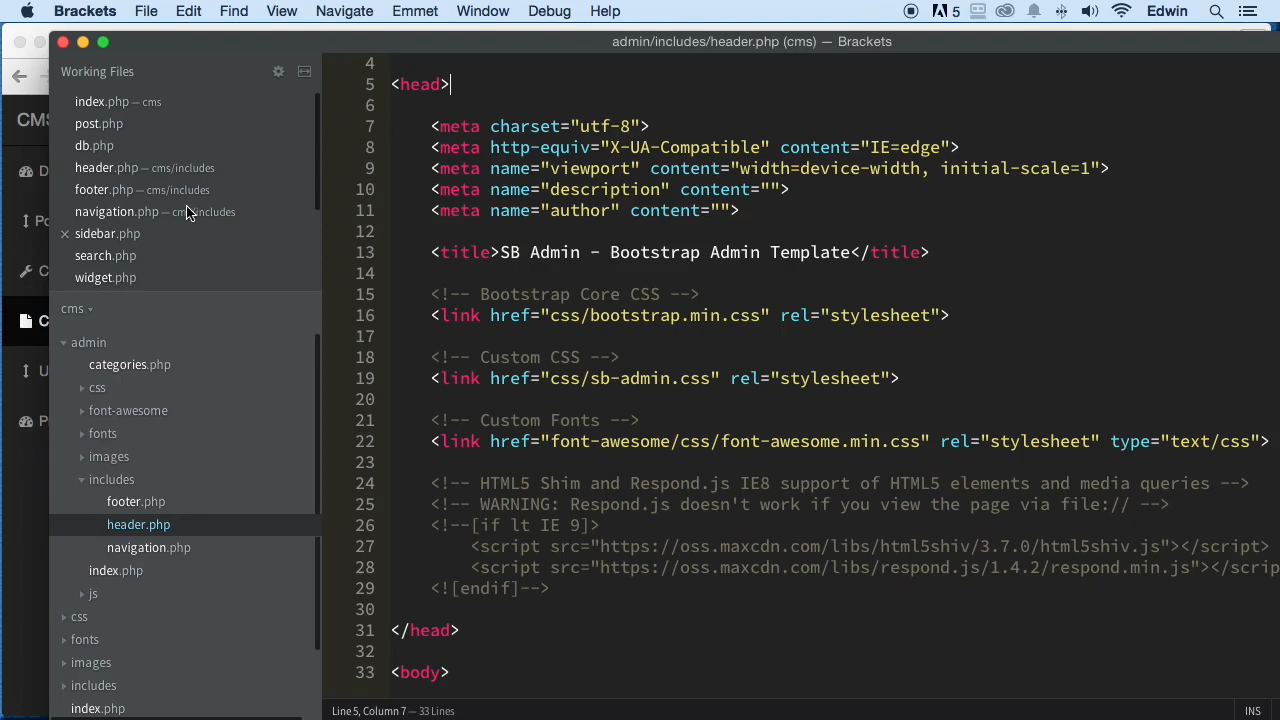 Brackets File Edit Find View Navigate Emmet Window Debug Help 5 Edwin
admin/includes/header.php (cms) — Brackets
Working Files
index.php — cms
post.php
db.php
header.php — cms/includes
footer.php — cms/includes
navigation.php — cms/includes
sidebar.php
search.php
widget.php
cms
admin
categories.php
css
font-awesome
fonts
images
includes
footer.php
header.php
navigation.php
index.php
js
css
fonts
images
includes
index.php
CMS
D
Po
C
C
U
P
4
5 <head>
6
7 <meta charset="utf-8">
8 <meta http-equiv="X-UA-Compatible" content="IE=edge">
9 <meta name="viewport" content="width=device-width, initial-scale=1">
10 <meta name="description" content="">
11 <meta name="author" content="">
12
13 <title>SB Admin - Bootstrap Admin Template</title>
14
15 <!-- Bootstrap Core CSS -->
16 <link href="css/bootstrap.min.css" rel="stylesheet">
17
18 <!-- Custom CSS -->
19 <link href="css/sb-admin.css" rel="stylesheet">
20
21 <!-- Custom Fonts -->
22 <link href="font-awesome/css/font-awesome.min.css" rel="stylesheet" type="text/css">
23
24 <!-- HTML5 Shim and Respond.js IE8 support of HTML5 elements and media queries -->
25 <!-- WARNING: Respond.js doesn't work if you view the page via file:// -->
26 <!--[if lt IE 9]>
27 <script src="https://oss.maxcdn.com/libs/html5shiv/3.7.0/html5shiv.js"></script>
28 <script src="https://oss.maxcdn.com/libs/respond.js/1.4.2/respond.min.js"></scrip
29 <![endif]-->
30
31 </head>
32
33 <body>
Line 5, Column 7 — 33 Lines
INS